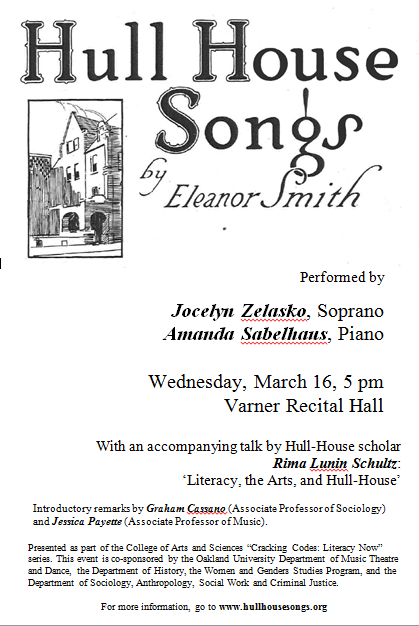 Hull House
Songs
by Eleanor Smith
Performed by
Jocelyn Zelasko, Soprano
Amanda Sabelhaus, Piano
Wednesday, March 16, 5 pm
Varner Recital Hall
With an accompanying talk by Hull-House scholar
Rima Lunin Schultz:
‘Literacy, the Arts, and Hull-House’
Introductory remarks by Graham Cassano (Associate Professor of Sociology)
and Jessica Payette (Associate Professor of Music).
Presented as part of the College of Arts and Sciences “Cracking Codes: Literacy Now”
series. This event is co-sponsored by the Oakland University Department of Music Theatre
and Dance, the Department of History, the Women and Genders Studies Program, and the
Department of Sociology, Anthropology, Social Work and Criminal Justice.
For more information, go to www.hullhousesongs.org